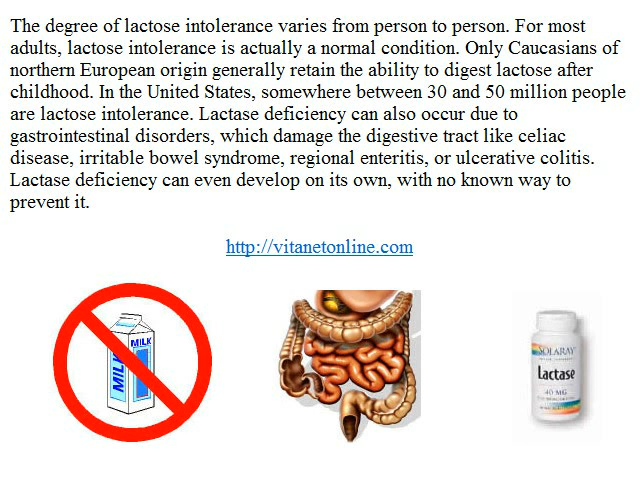 The degree of lactose intolerance varies from person to person. For most
adults, lactose intolerance is actually a normal condition. Only Caucasians of
northern European origin generally retain the ability to digest lactose after
childhood. In the United States, somewhere between 30 and 50 million people
are lactose intolerance. Lactase deficiency can also occur due to
gastrointestinal disorders, which damage the digestive tract like celiac
disease, irritable bowel syndrome, regional enteritis, or ulcerative colitis.
Lactase deficiency can even develop on its own, with no known way to
prevent it.
http://vitanetonline.com
MILK
MILK
SOLARAY
Lactase
40 MG